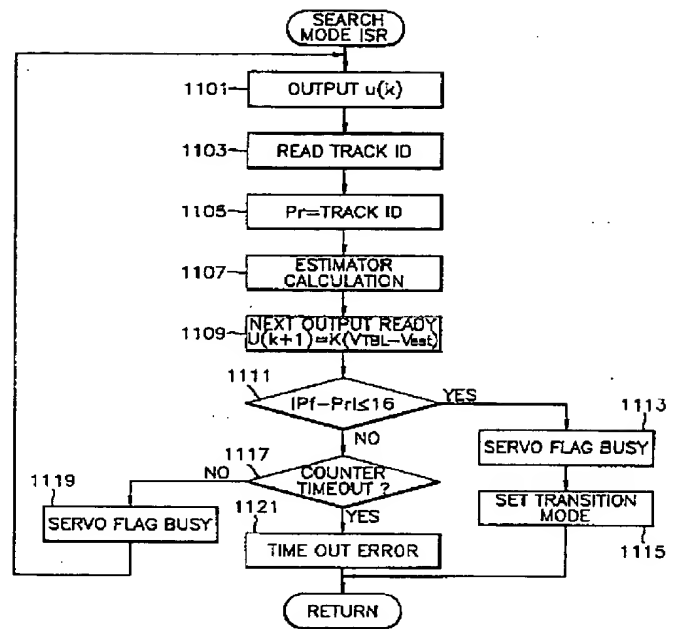 SEARCH
MODE ISR
1101
OUTPUT u(k)
1103
READ TRACK ID
1105
Pr=TRACK ID
1107
ESTIMATOR
CALCULATION
1109
NEXT OUTPUT READY
U(k+1)=K(VTBL-Vest)
1111
|Pf-Pr|≤16
YES
NO
1113
SERVO FLAG BUSY
SET TRANSITION
MODE
1115
1117
COUNTER
TIMEOUT ?
NO
YES
1119
SERVO FLAG BUSY
1121
TIME OUT ERROR
RETURN